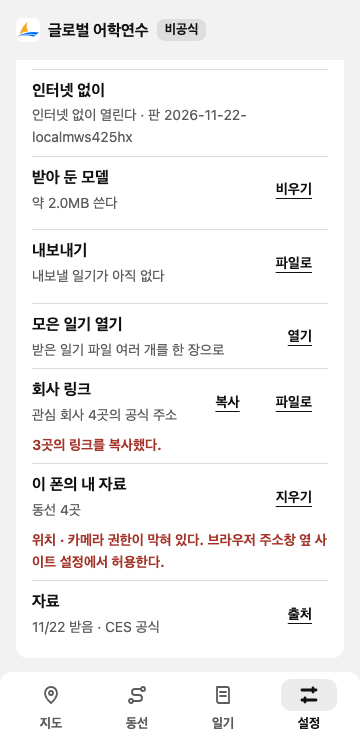 글로벌 어학연수 비공식
인터넷 없이
인터넷 없이 열린다 · 판 2026-11-22-
localmws425hx
받아 둔 모델
약 2.0MB 쓴다
비우기
내보내기
내보낼 일기가 아직 없다
파일로
모은 일기 열기
받은 일기 파일 여러 개를 한 장으로
열기
회사 링크
관심 회사 4곳의 공식 주소
복사 파일로
3곳의 링크를 복사했다.
이 폰의 내 자료
동선 4곳
지우기
위치 · 카메라 권한이 막혀 있다. 브라우저 주소창 옆 사
이트 설정에서 허용한다.
자료
11/22 받음 · CES 공식
출처
지도 동선 일기 설정